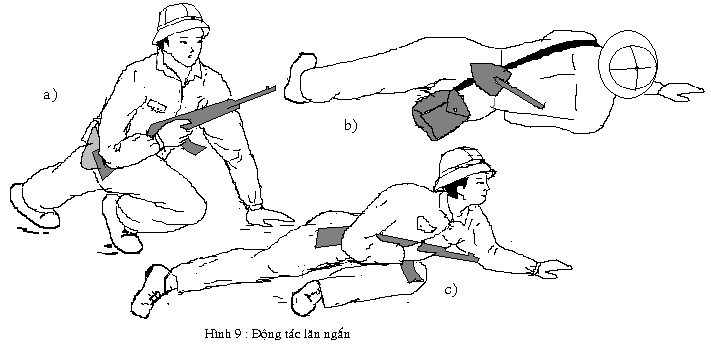 a)
b)
c)
Hình 9 : Động tác lăn ngắn